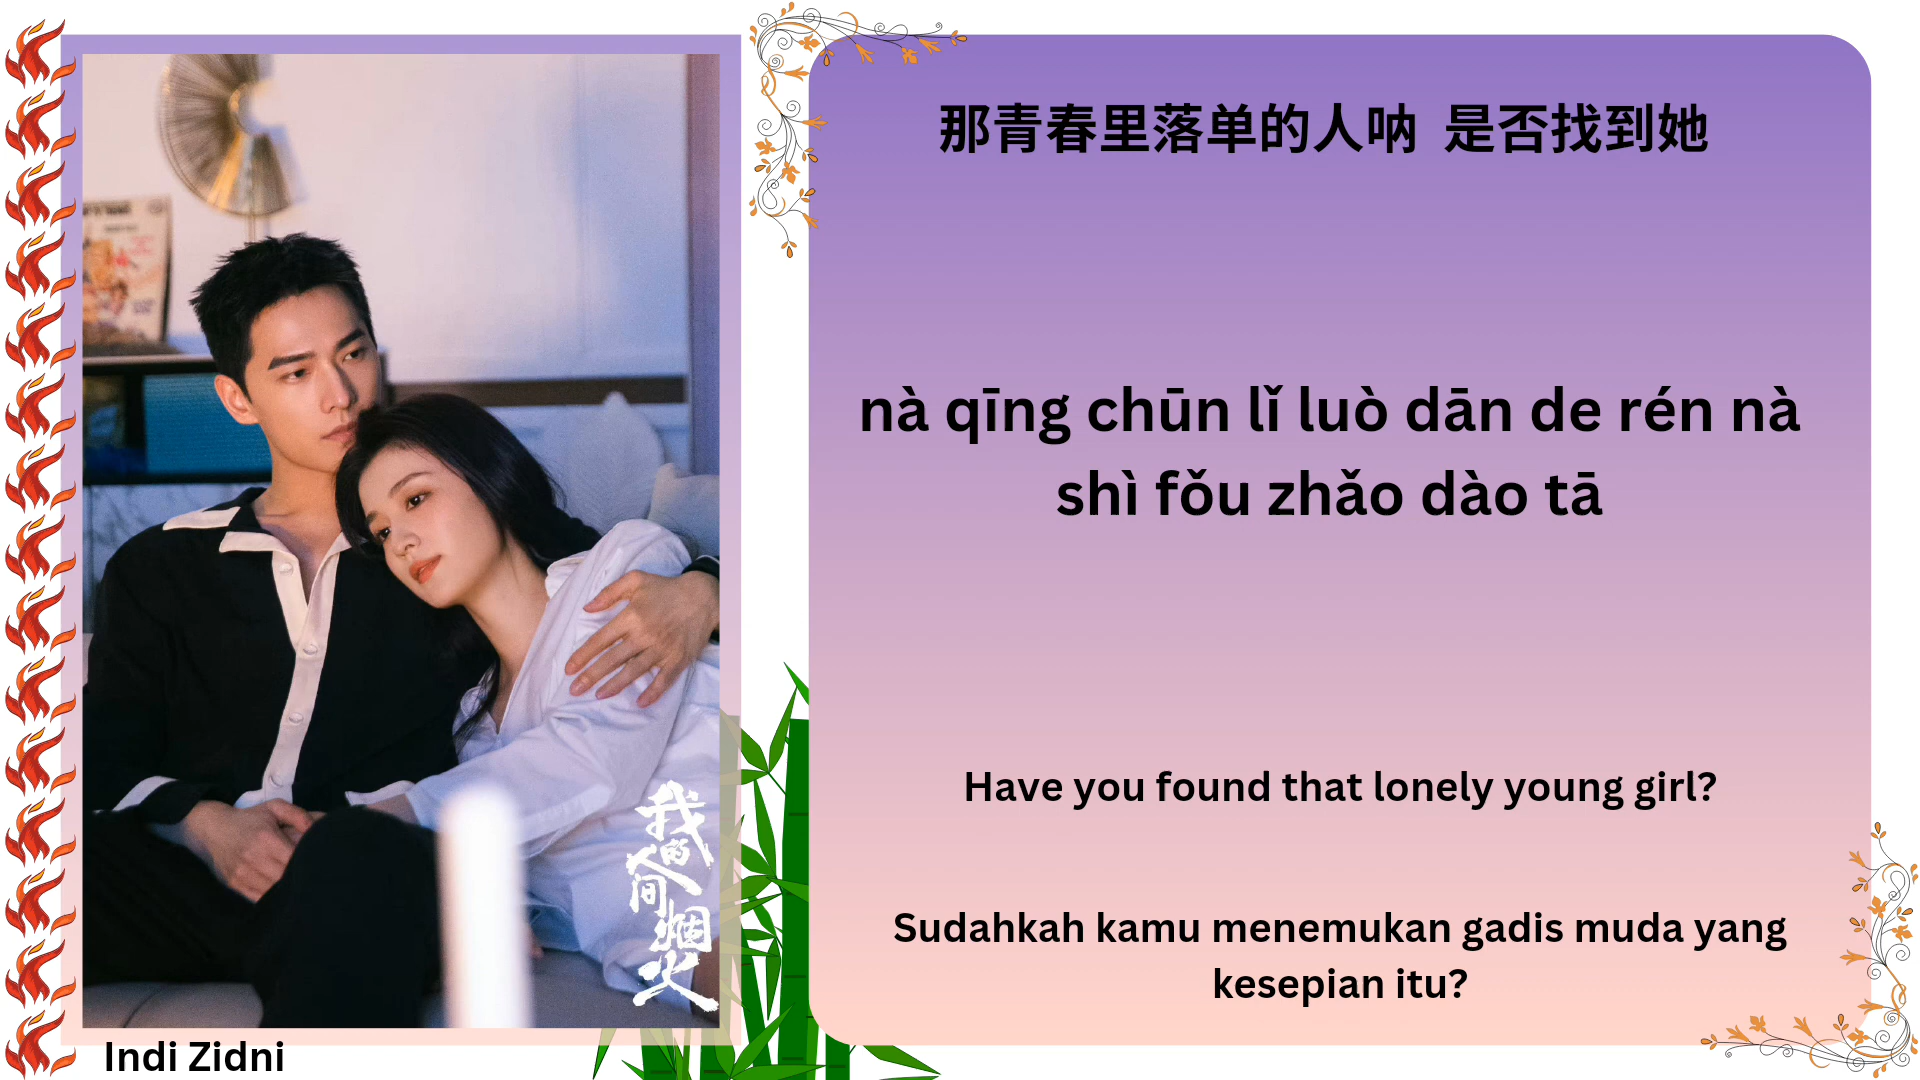 那青春里落单的人呐 是否找到她
nà qīng chūn lǐ luò dān de rén nà
shì fǒu zhǎo dào tā
Have you found that lonely young girl?
Sudahkah kamu menemukan gadis muda yang
kesepian itu?
我的人间烟火
Indi Zidni